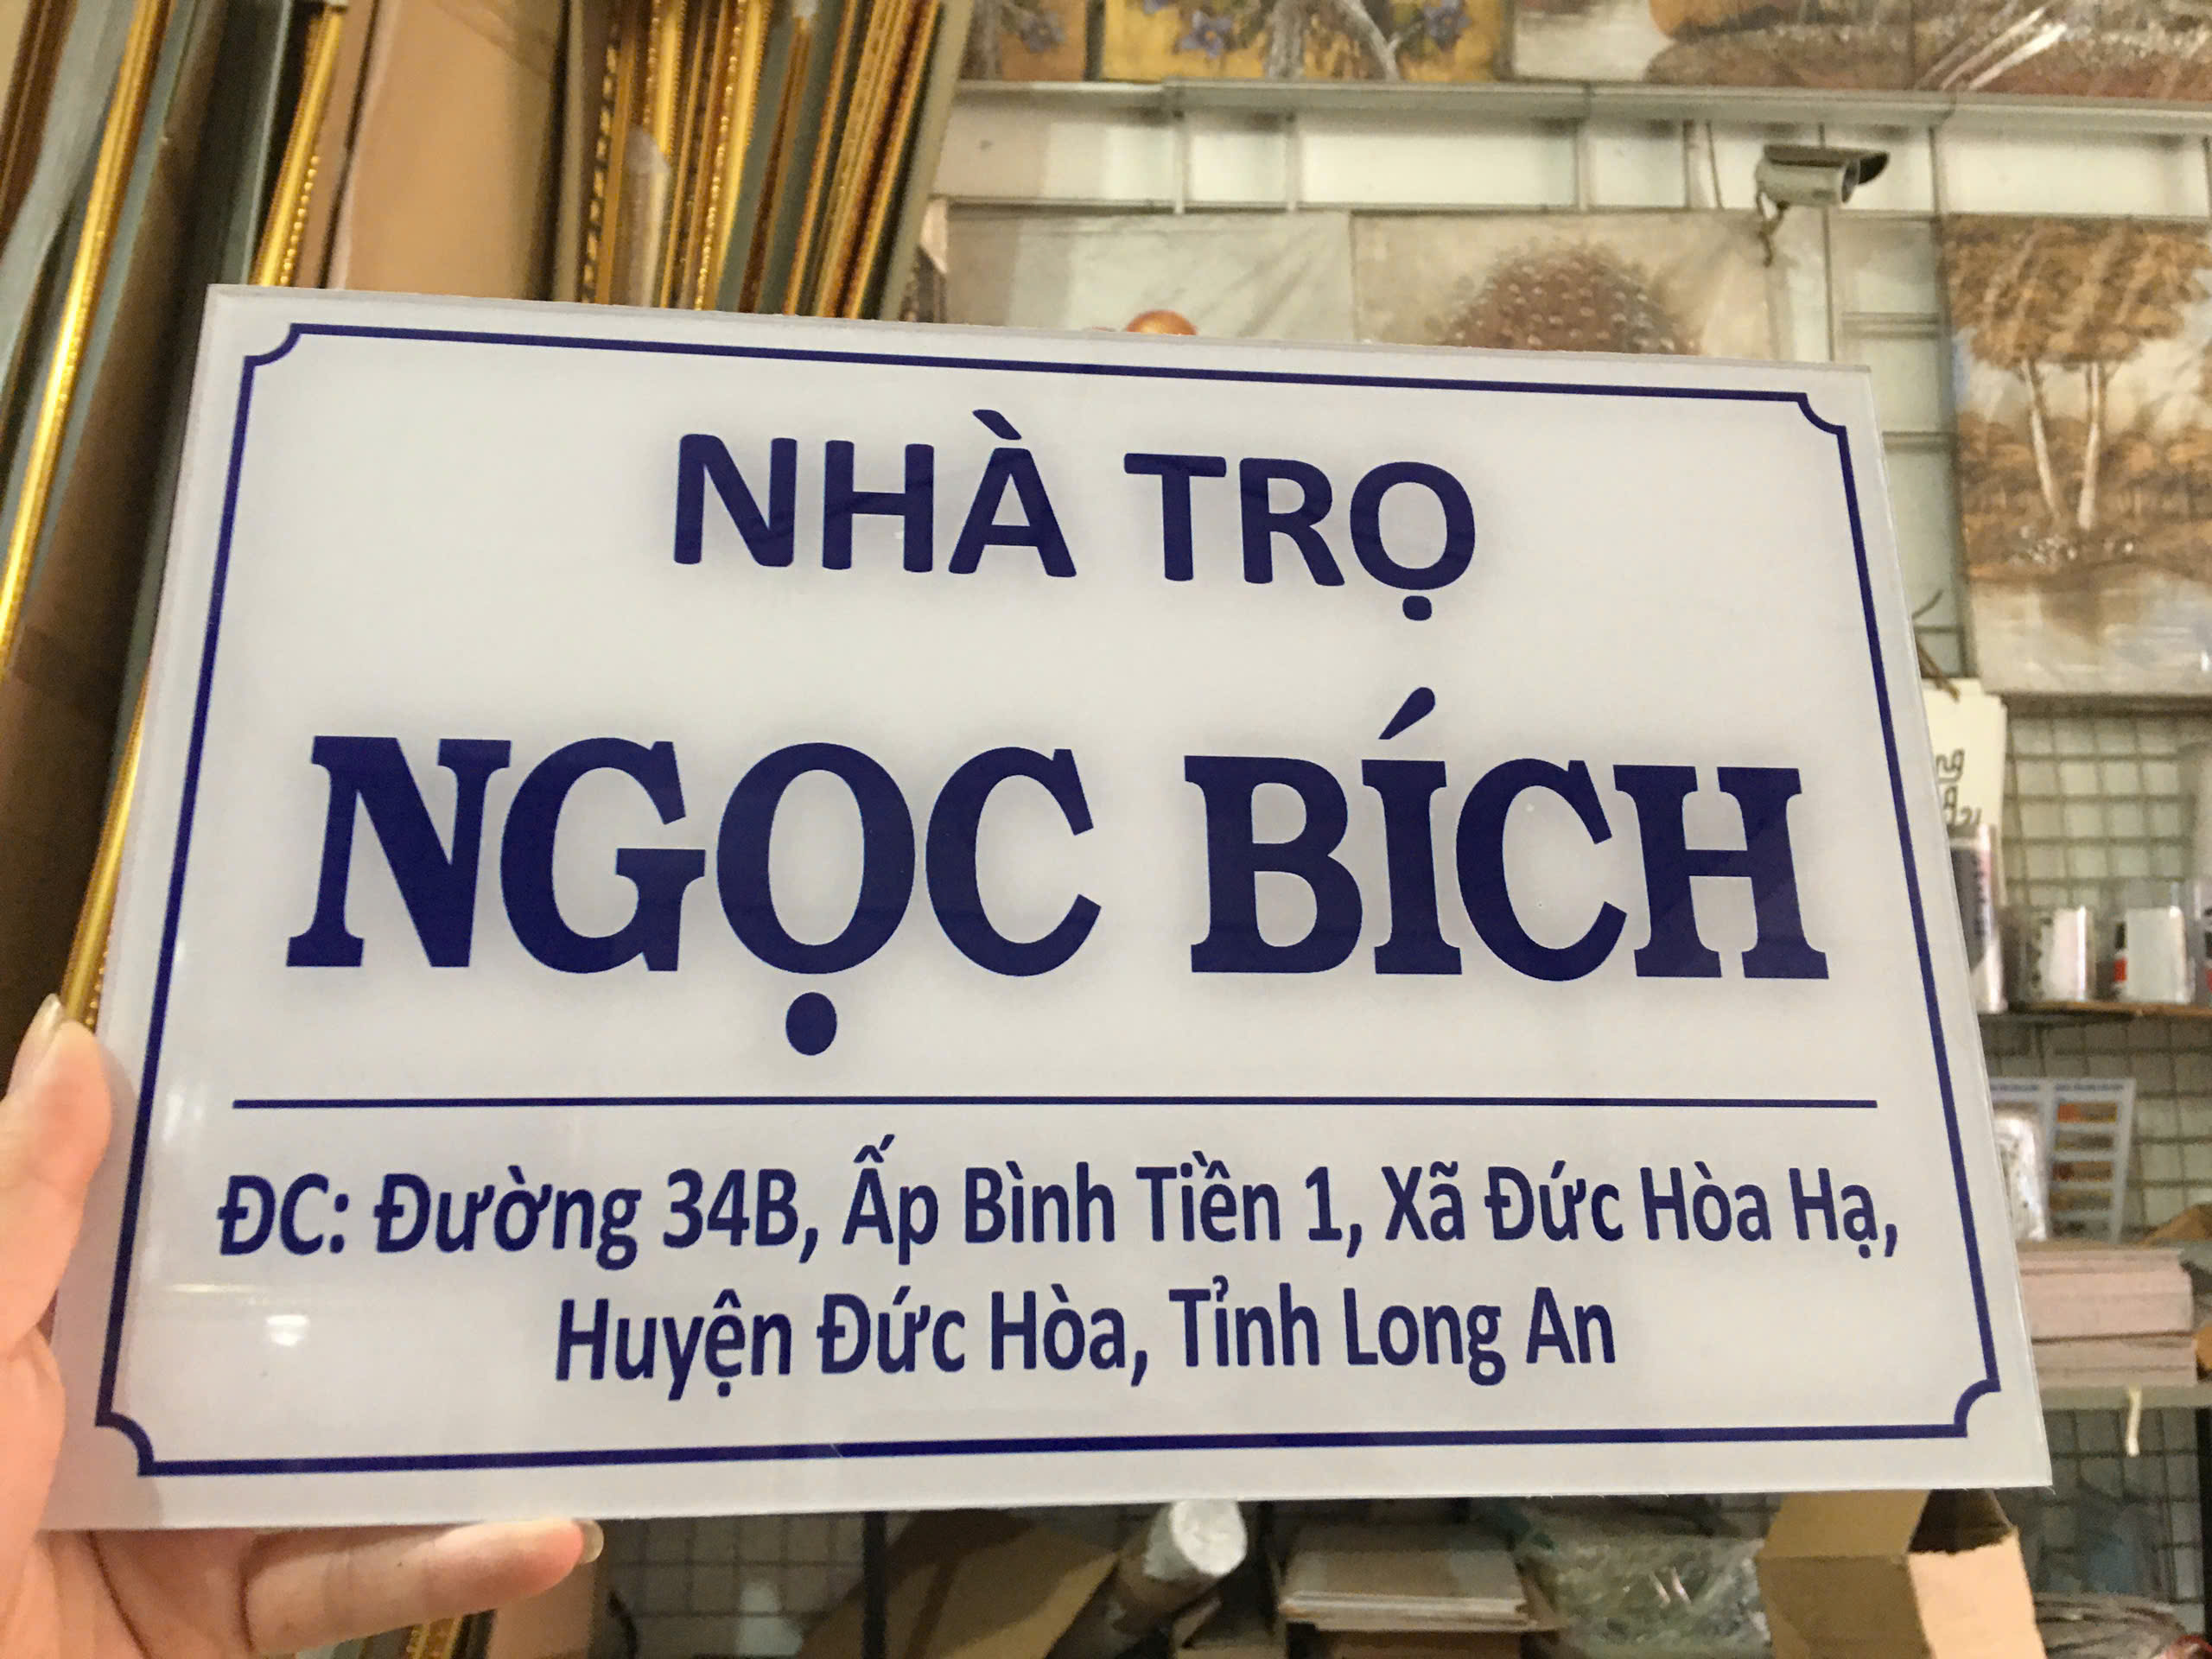 NHÀ TRỌ
NGỌC BÍCH
ĐC: Đường 34B, Ấp Bình Tiền 1, Xã Đức Hòa Hạ,
Huyện Đức Hòa, Tỉnh Long An